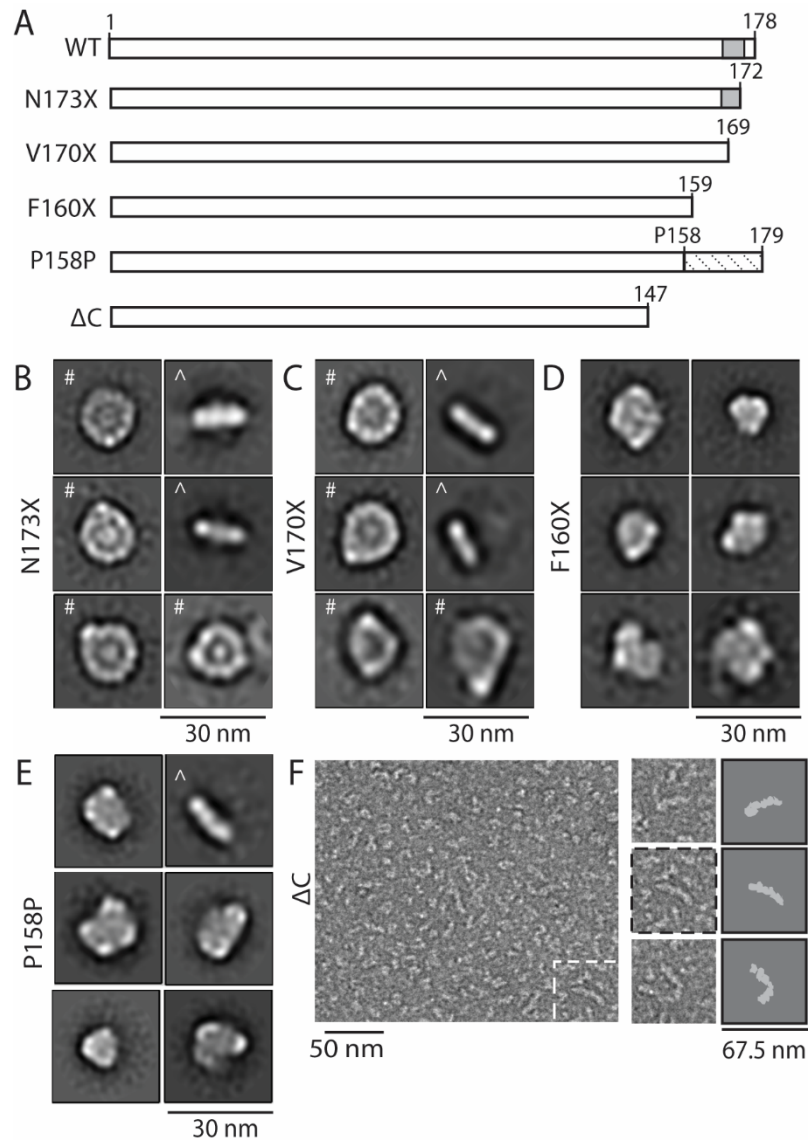 A
1
178
WT
172
N173X
169
V170X
159
F160X
P158
179
P158P
147
ΔC
B
#
^
C
#
^
D
N173X
#
^
V170X
#
^
F160X
#
#
#
#
30 nm
30 nm
30 nm
E
^
F
P158P
ΔC
30 nm
50 nm
67.5 nm